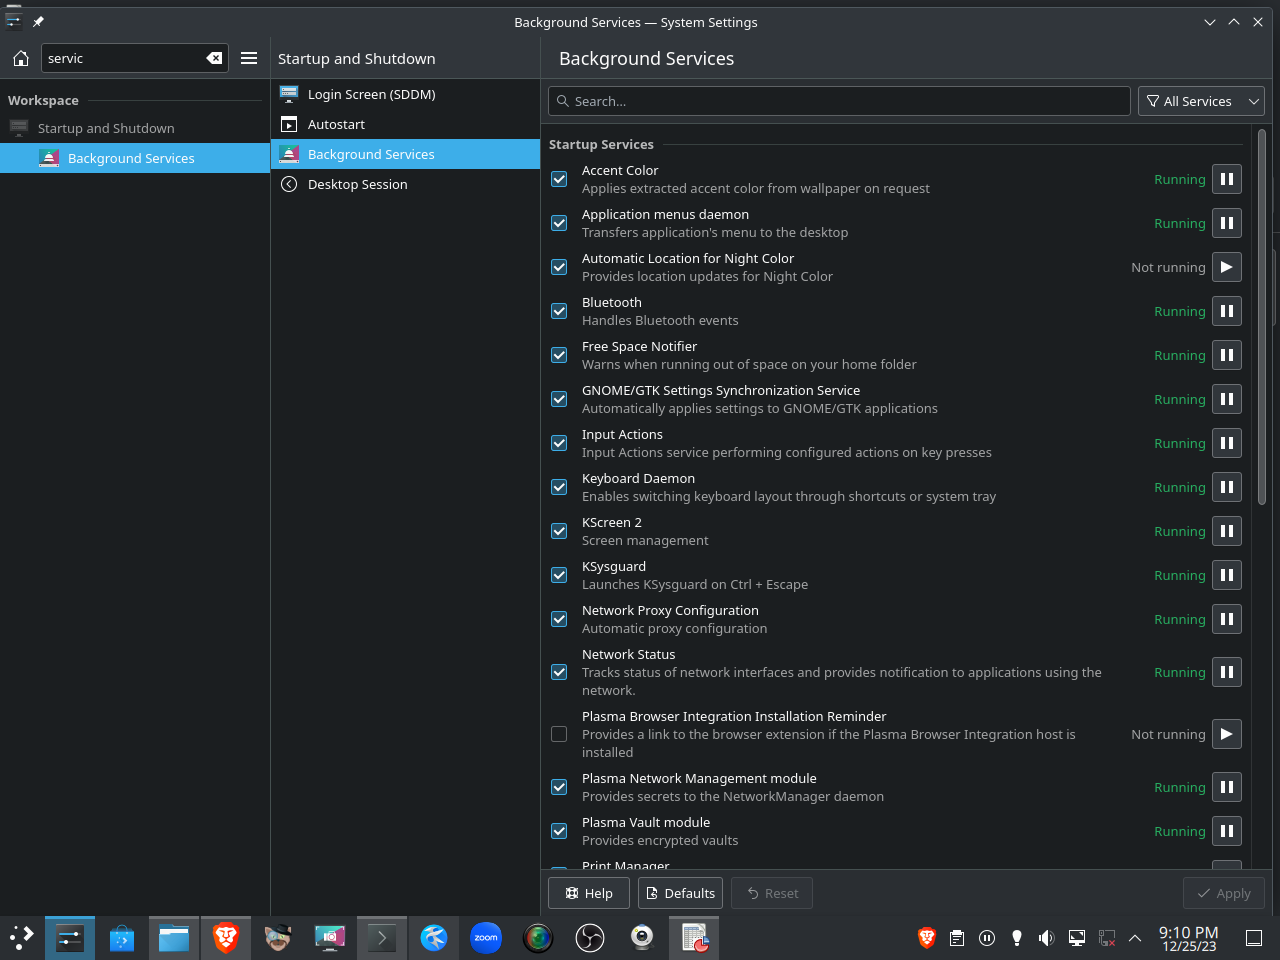 Background Services — System Settings
servic
Startup and Shutdown
Background Services
Workspace
Startup and Shutdown
Background Services
Login Screen (SDDM)
Autostart
Background Services
Desktop Session
Search...
All Services
Startup Services
Accent Color
Applies extracted accent color from wallpaper on request
Running
Application menus daemon
Transfers application's menu to the desktop
Running
Automatic Location for Night Color
Provides location updates for Night Color
Not running
Bluetooth
Handles Bluetooth events
Running
Free Space Notifier
Warns when running out of space on your home folder
Running
GNOME/GTK Settings Synchronization Service
Automatically applies settings to GNOME/GTK applications
Running
Input Actions
Input Actions service performing configured actions on key presses
Running
Keyboard Daemon
Enables switching keyboard layout through shortcuts or system tray
Running
KScreen 2
Screen management
Running
KSysguard
Launches KSysguard on Ctrl + Escape
Running
Network Proxy Configuration
Automatic proxy configuration
Running
Network Status
Tracks status of network interfaces and provides notification to applications using the
network.
Running
Plasma Browser Integration Installation Reminder
Provides a link to the browser extension if the Plasma Browser Integration host is
installed
Not running
Plasma Network Management module
Provides secrets to the NetworkManager daemon
Running
Plasma Vault module
Provides encrypted vaults
Running
Print Manager
Help
Defaults
Reset
Apply
zoom
9:10 PM
12/25/23